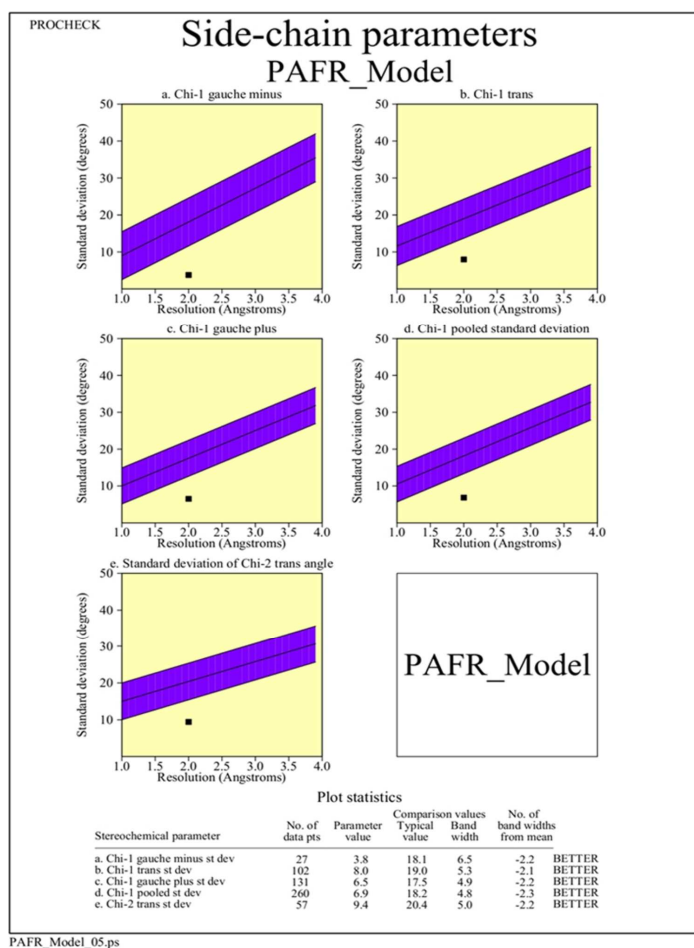 PROCHECK
Side-chain parameters
PAFR_Model
a. Chi-1 gauche minus
b. Chi-1 trans
50
40
30
20
10
Standard deviation (degrees)
1.0 1.5 2.0 2.5 3.0 3.5 4.0
Resolution (Angstroms)
50
40
30
20
10
Standard deviation (degrees)
1.0 1.5 2.0 2.5 3.0 3.5 4.0
Resolution (Angstroms)
c. Chi-1 gauche plus
d. Chi-1 pooled standard deviation
50
40
30
20
10
Standard deviation (degrees)
1.0 1.5 2.0 2.5 3.0 3.5 4.0
Resolution (Angstroms)
50
40
30
20
10
Standard deviation (degrees)
1.0 1.5 2.0 2.5 3.0 3.5 4.0
Resolution (Angstroms)
e. Standard deviation of Chi-2 trans angle
50
40
30
20
10
Standard deviation (degrees)
1.0 1.5 2.0 2.5 3.0 3.5 4.0
Resolution (Angstroms)
PAFR_Model
Plot statistics
Comparison values
No. of Parameter Typical Band No. of
Stereochemical parameter data pts value value width band widths from mean
a. Chi-1 gauche minus st dev 27 3.8 18.1 6.5 -2.2 BETTER
b. Chi-1 trans st dev 102 8.0 19.0 5.3 -2.1 BETTER
c. Chi-1 gauche plus st dev 131 6.5 17.5 4.9 -2.2 BETTER
d. Chi-1 pooled st dev 260 6.9 18.2 4.8 -2.3 BETTER
e. Chi-2 trans st dev 57 9.4 20.4 5.0 -2.2 BETTER
PAFR_Model_05.ps